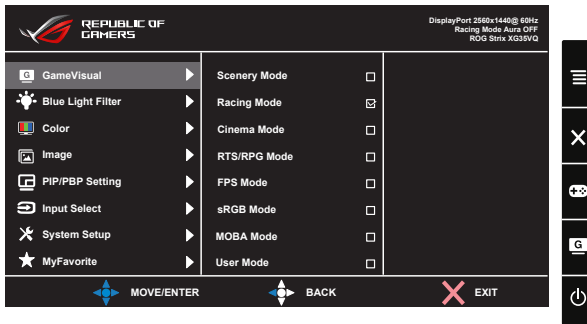 REPUBLIC OF
GAMERS
DisplayPort 2560x1440@ 60Hz
Racing Mode Aura OFF
ROG Strix XG35VQ
G GameVisual
Blue Light Filter
Color
Image
PIP/PBP Setting
Input Select
System Setup
MyFavorite
Scenery Mode
Racing Mode
Cinema Mode
RTS/RPG Mode
FPS Mode
sRGB Mode
MOBA Mode
User Mode
MOVE/ENTER
BACK
EXIT
G